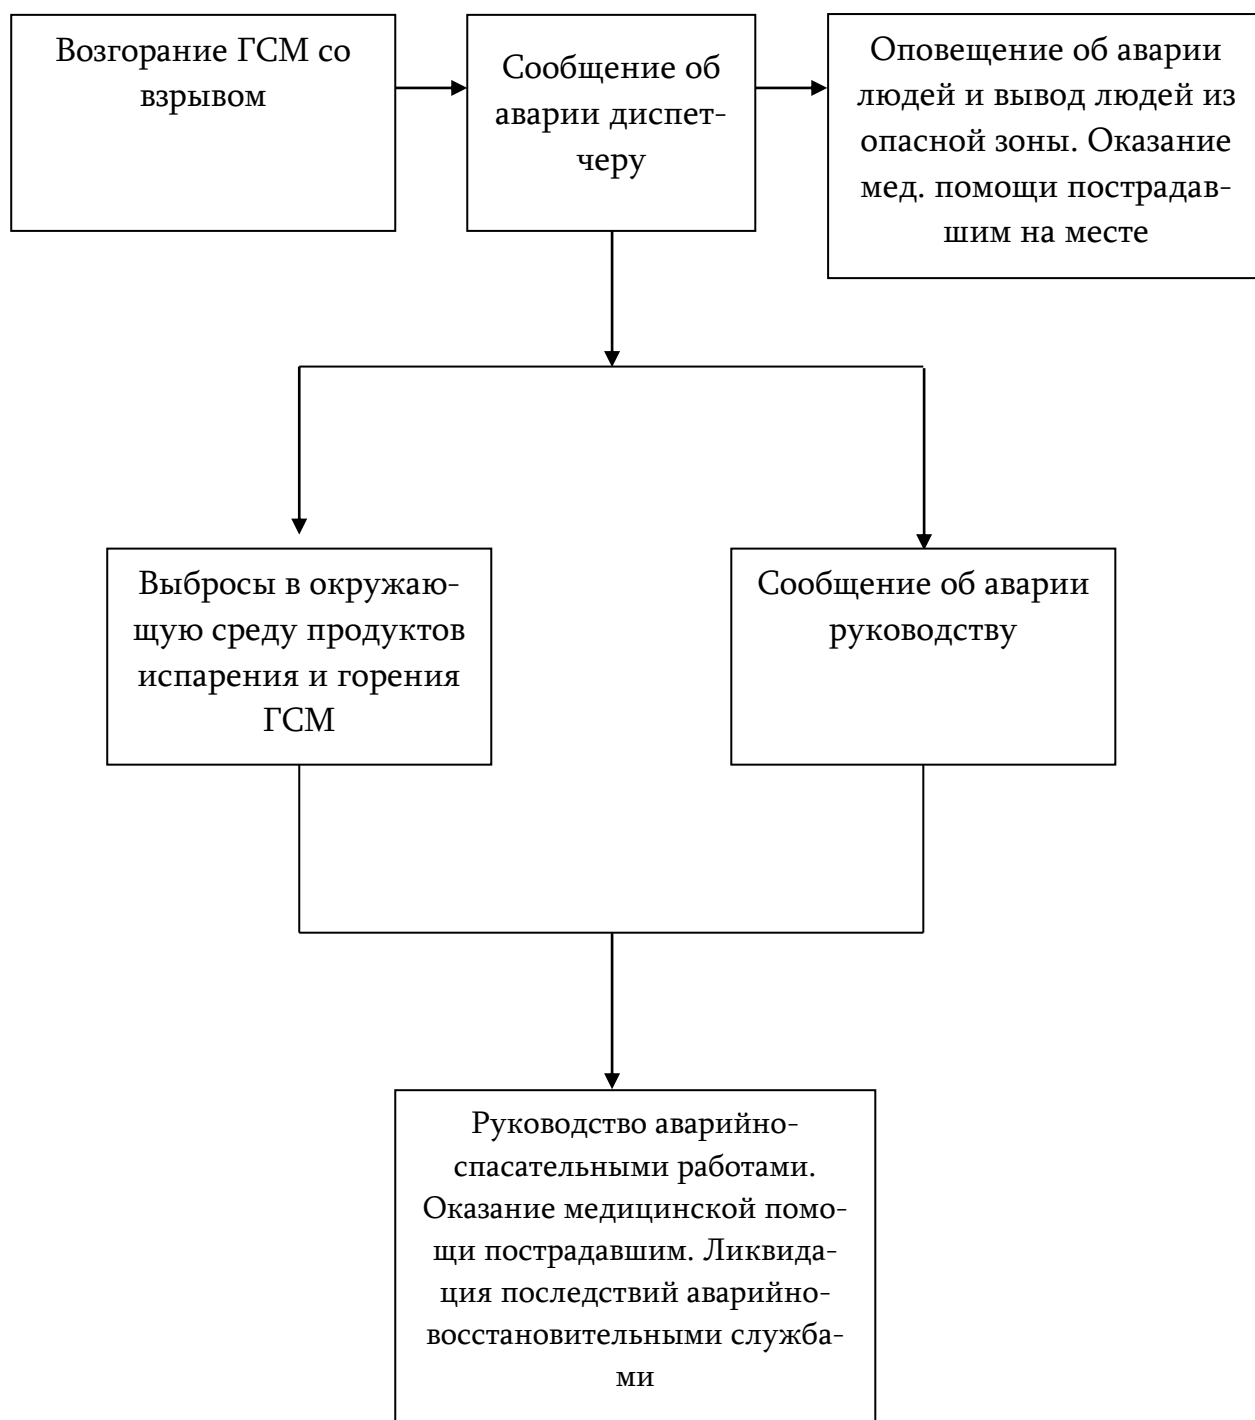 Возгорание ГСМ со
взрывом
Сообщение об
аварии диспет-
черу
Оповещение об аварии
людей и вывод людей из
опасной зоны. Оказание
мед. помощи пострадав-
шим на месте
Выбросы в окружаю-
щую среду продуктов
испарения и горения
ГСМ
Сообщение об аварии
руководству
Руководство аварийно-
спасательными работами.
Оказание медицинской помо-
щи пострадавшим. Ликвида-
ция последствий аварийно-
восстановительными служба-
ми